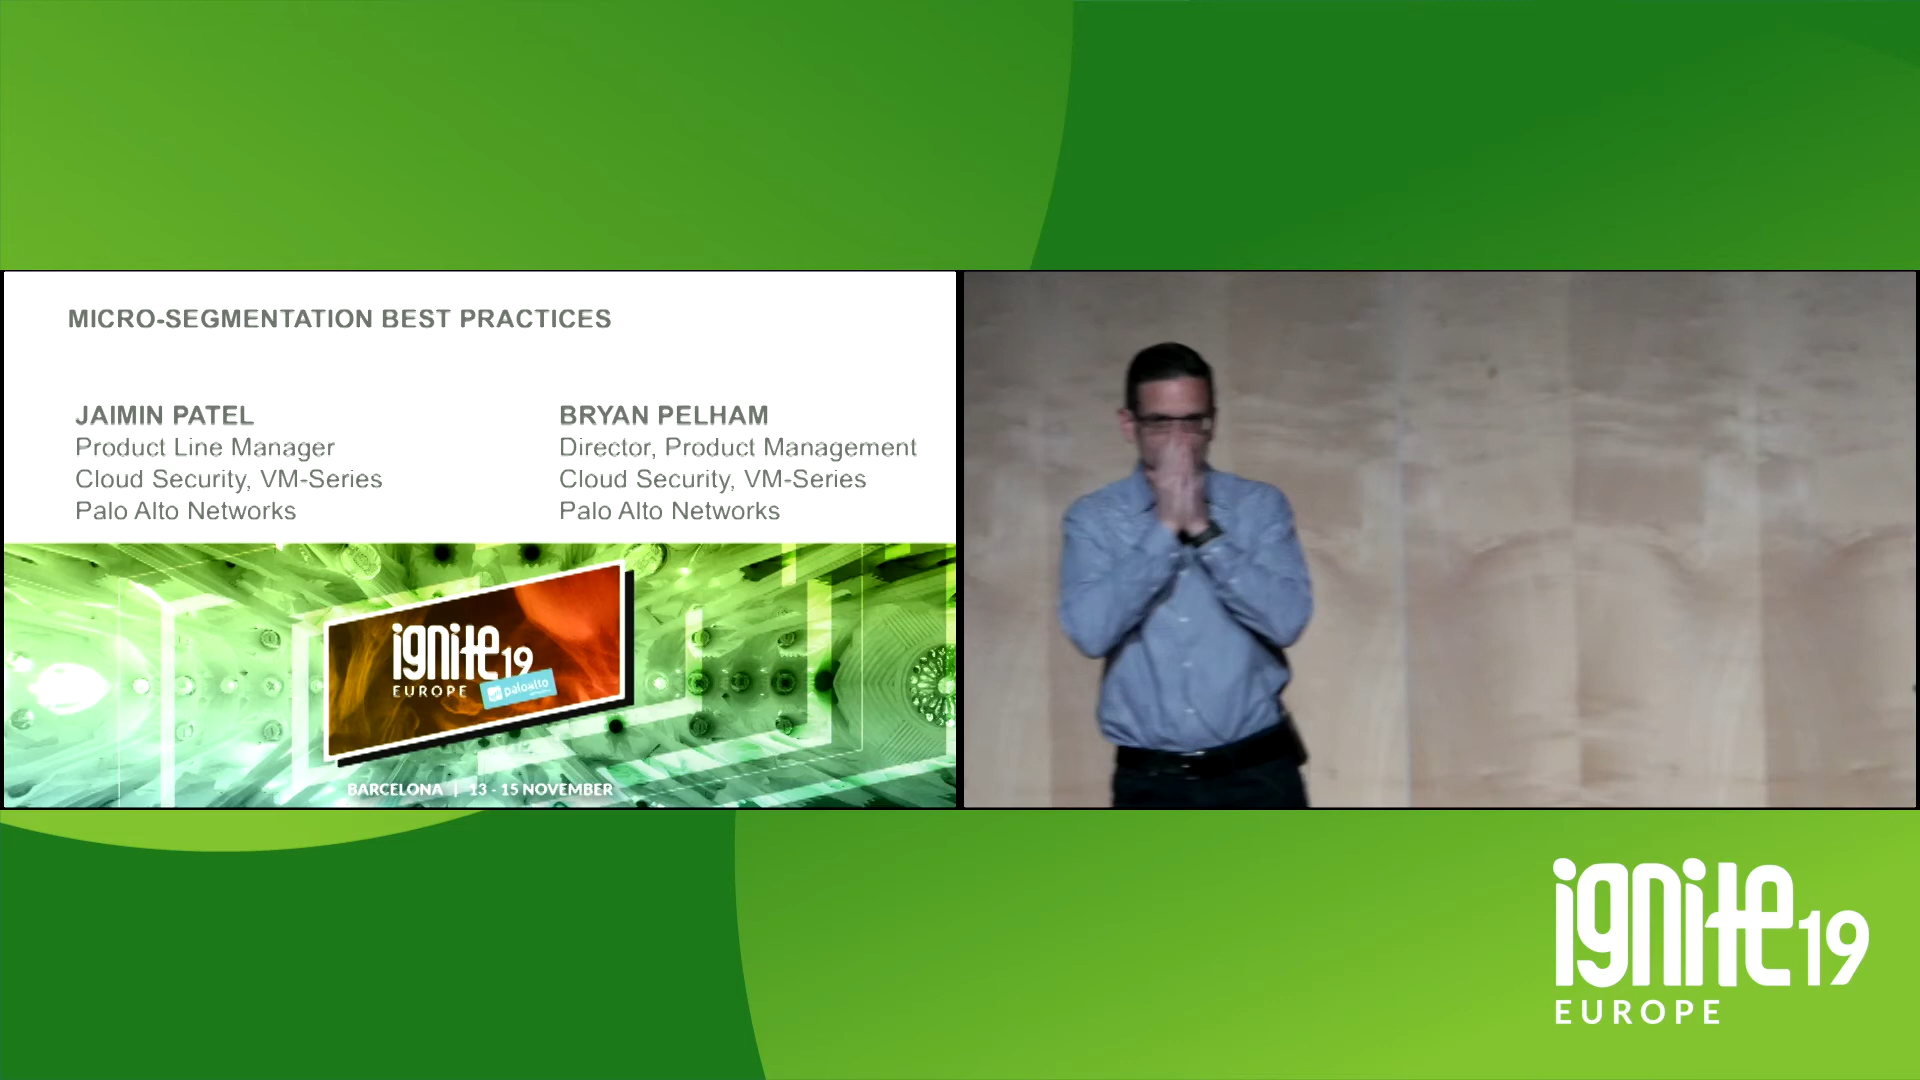 MICRO-SEGMENTATION BEST PRACTICES
JAIMIN PATEL
Product Line Manager
Cloud Security, VM-Series
Palo Alto Networks
BRYAN PELHAM
Director, Product Management
Cloud Security, VM-Series
Palo Alto Networks
ignite19
EUROPE
paloalto
BARCELONA | 13 - 15 NOVEMBER
ignite19
EUROPE